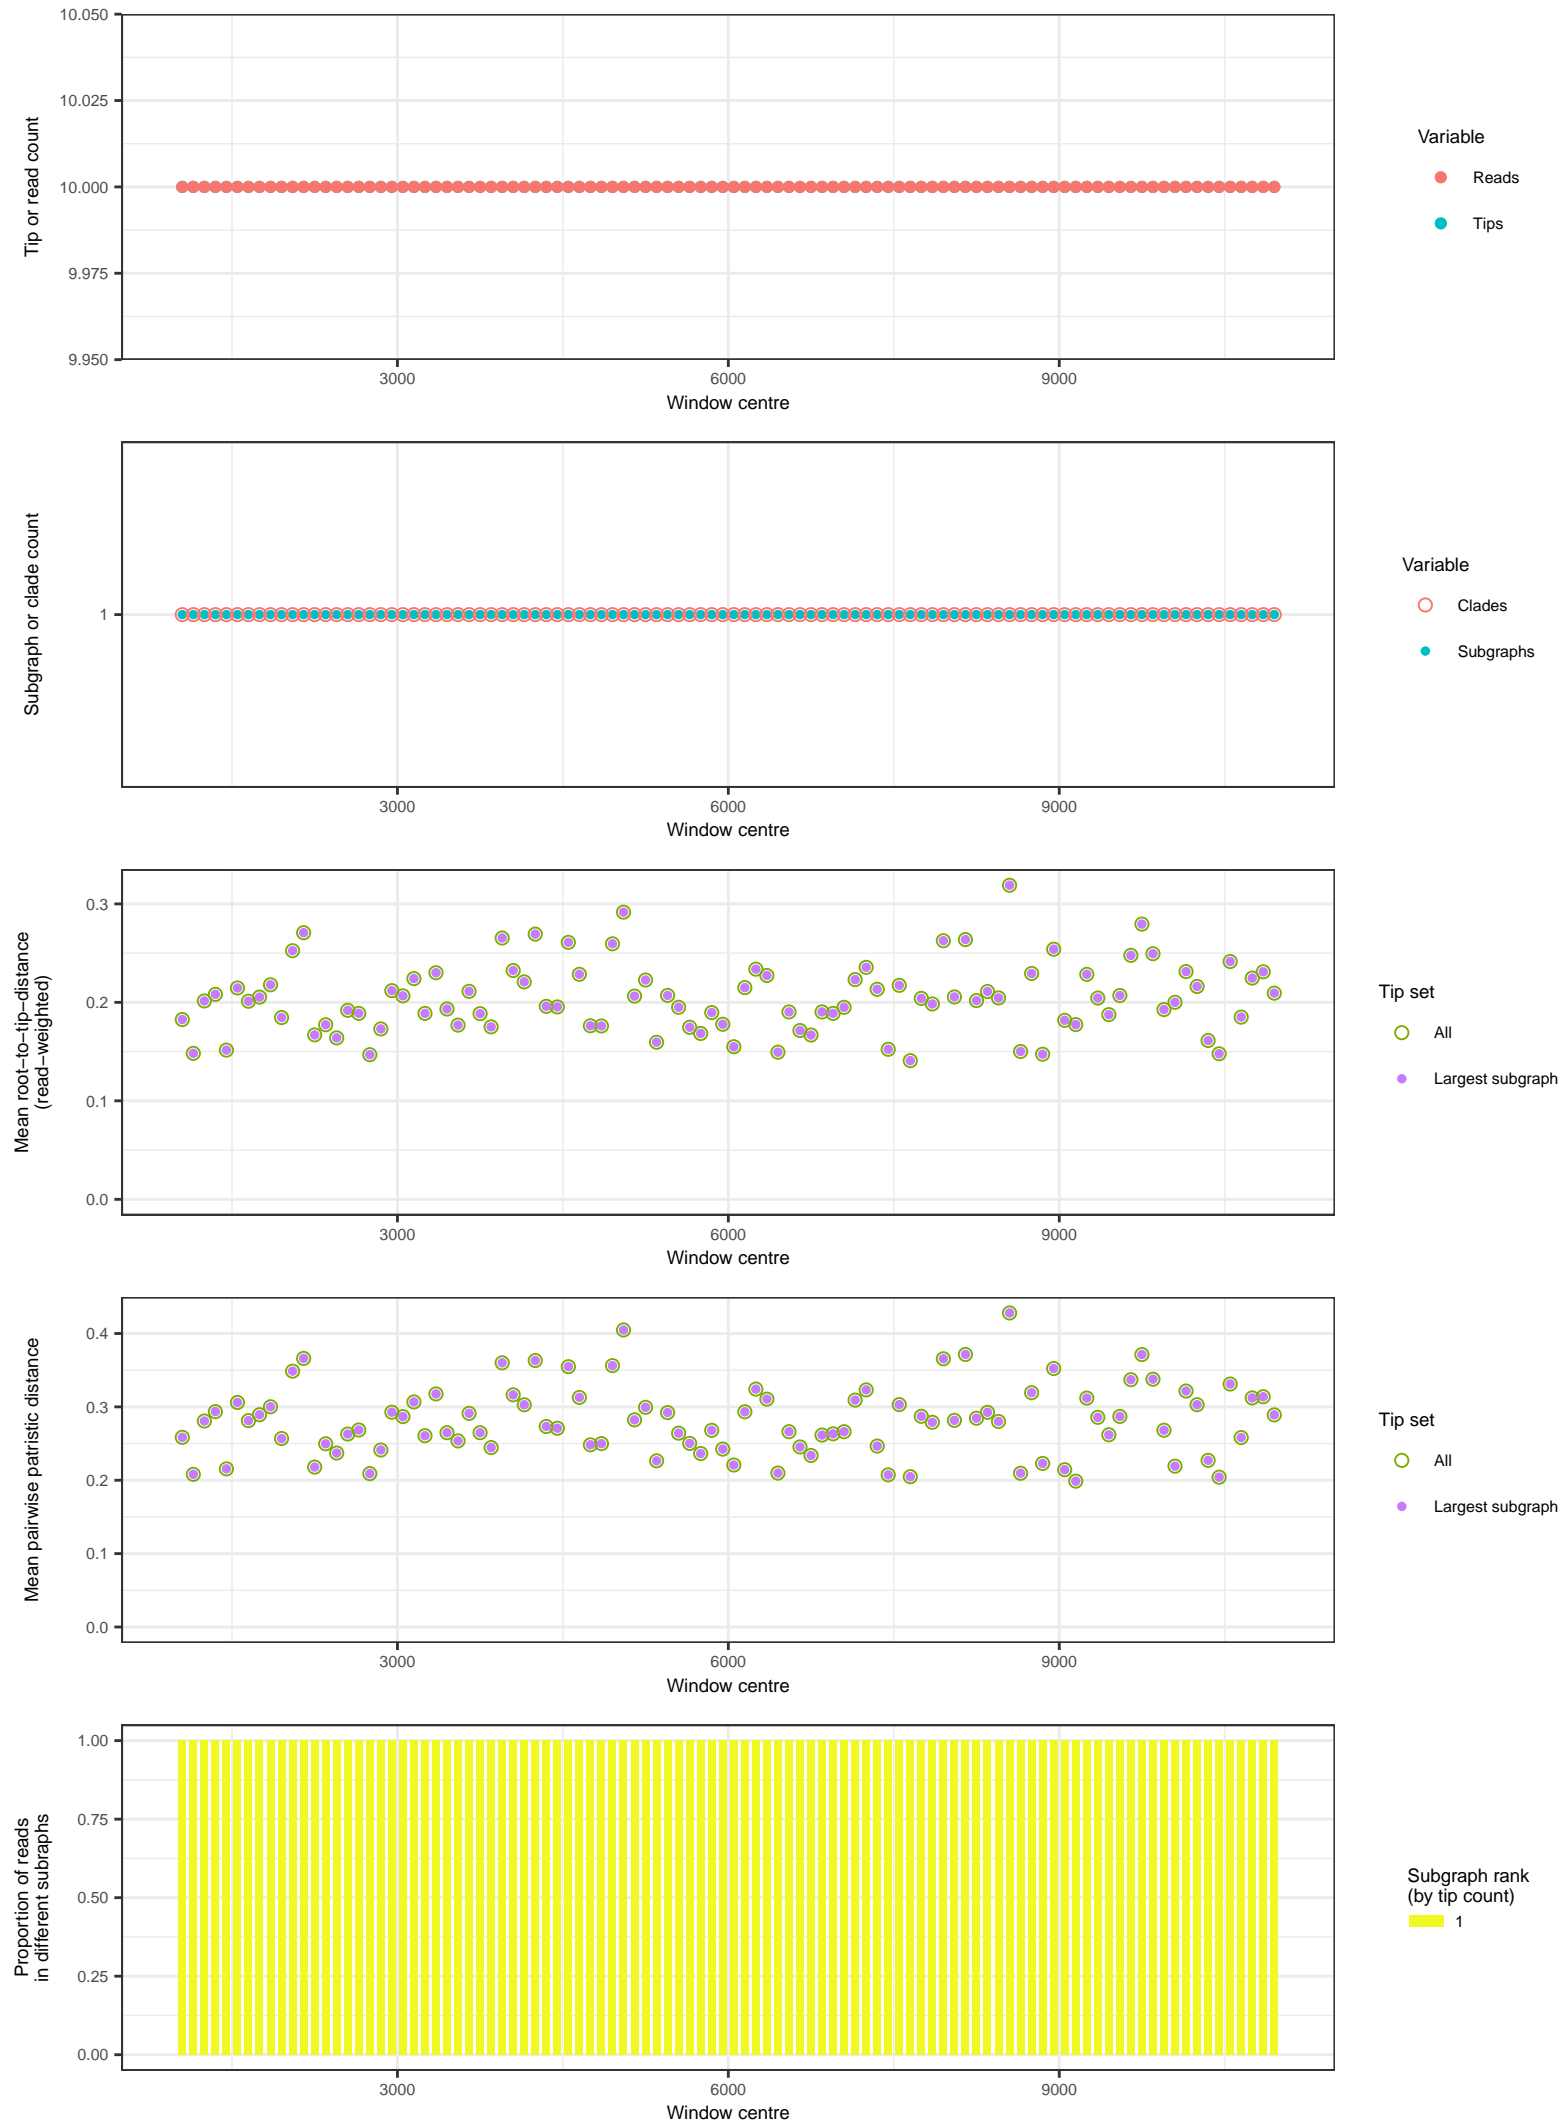 10.050
10.025
10.000
9.975
9.950
Tip or read count
3000
6000
9000
Window centre
Variable
Reads
Tips
1
Subgraph or clade count
3000
6000
9000
Window centre
Variable
Clades
Subgraphs
0.3
0.2
0.1
0.0
Mean root−to−tip−distance
(read−weighted)
3000
6000
9000
Window centre
Tip set
All
Largest subgraph
0.4
0.3
0.2
0.1
0.0
Mean pairwise patristic distance
3000
6000
9000
Window centre
Tip set
All
Largest subgraph
1.00
0.75
0.50
0.25
0.00
Proportion of reads
in different subraphs
3000
6000
9000
Window centre
Subgraph rank
(by tip count)
1